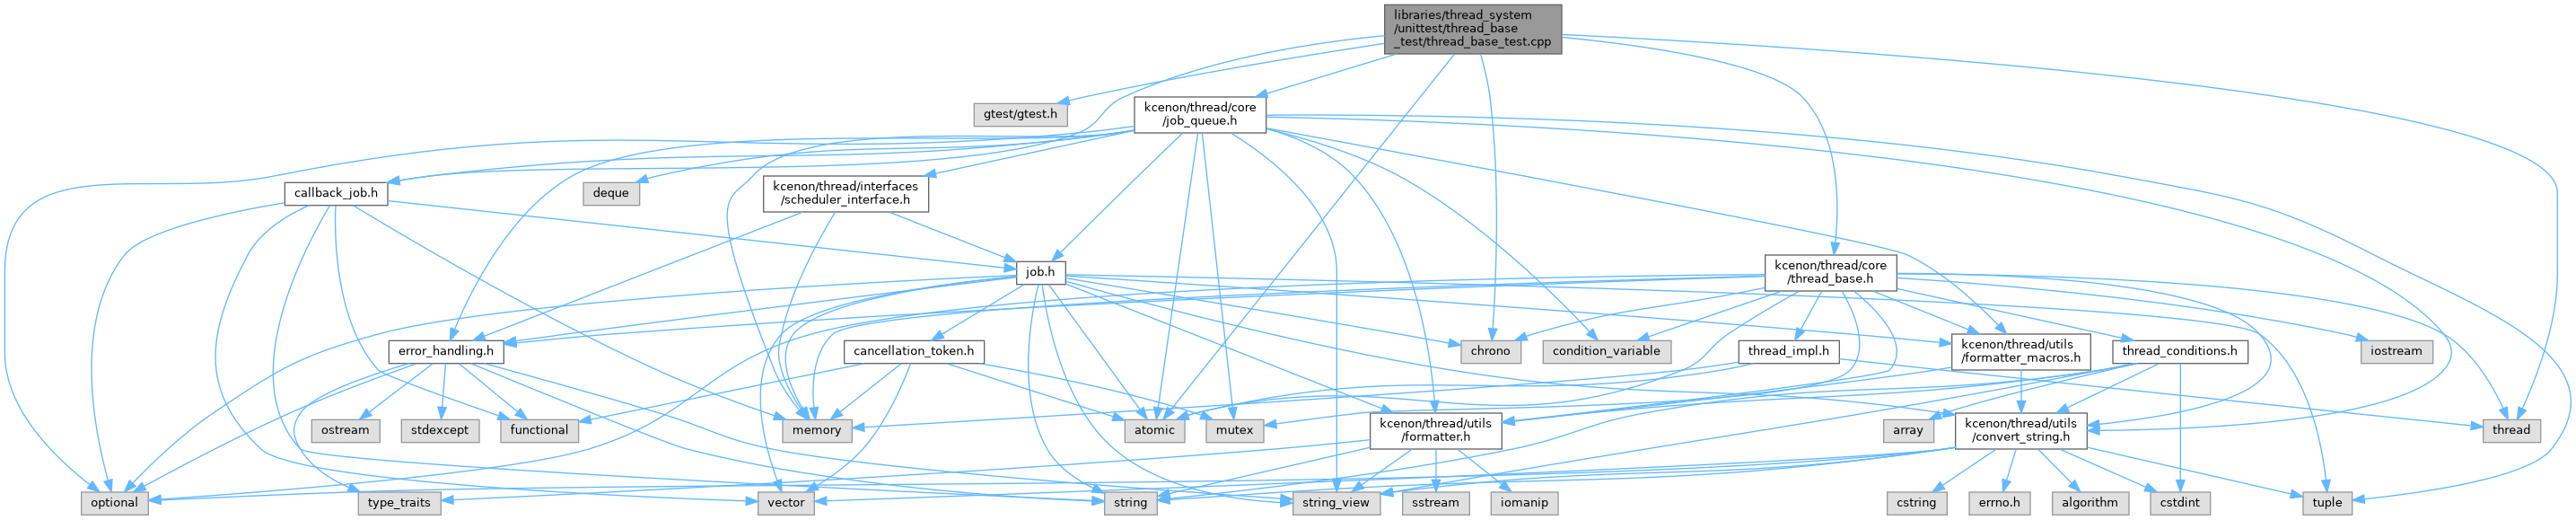 libraries/thread_system
/unittest/thread_base
_test/thread_base_test.cpp
gtest/gtest.h
kcenon/thread/core
/job_queue.h
callback_job.h
deque
kcenon/thread/interfaces
/scheduler_interface.h
job.h
kcenon/thread/core
/thread_base.h
error_handling.h
cancellation_token.h
chrono
condition_variable
thread_impl.h
kcenon/thread/utils
/formatter_macros.h
thread_conditions.h
iostream
ostream
stdexcept
functional
memory
atomic
mutex
kcenon/thread/utils
/formatter.h
array
kcenon/thread/utils
/convert_string.h
thread
optional
type_traits
vector
string
string_view
sstream
iomanip
cstring
errno.h
algorithm
cstdint
tuple